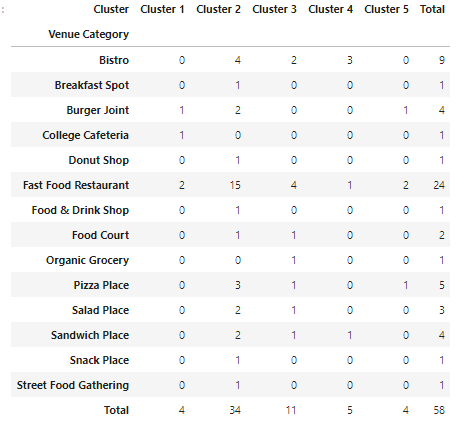 : Cluster Cluster 1 Cluster 2 Cluster 3 Cluster 4 Cluster 5 Total
Venue Category
Bistro 0 4 2 3 0 9
Breakfast Spot 0 1 0 0 0 1
Burger Joint 1 2 0 0 1 4
College Cafeteria 1 0 0 0 0 1
Donut Shop 0 1 0 0 0 1
Fast Food Restaurant 2 15 4 1 2 24
Food & Drink Shop 0 1 0 0 0 1
Food Court 0 1 1 0 0 2
Organic Grocery 0 0 1 0 0 1
Pizza Place 0 3 1 0 1 5
Salad Place 0 2 1 0 0 3
Sandwich Place 0 2 1 1 0 4
Snack Place 0 1 0 0 0 1
Street Food Gathering 0 1 0 0 0 1
Total 4 34 11 5 4 58